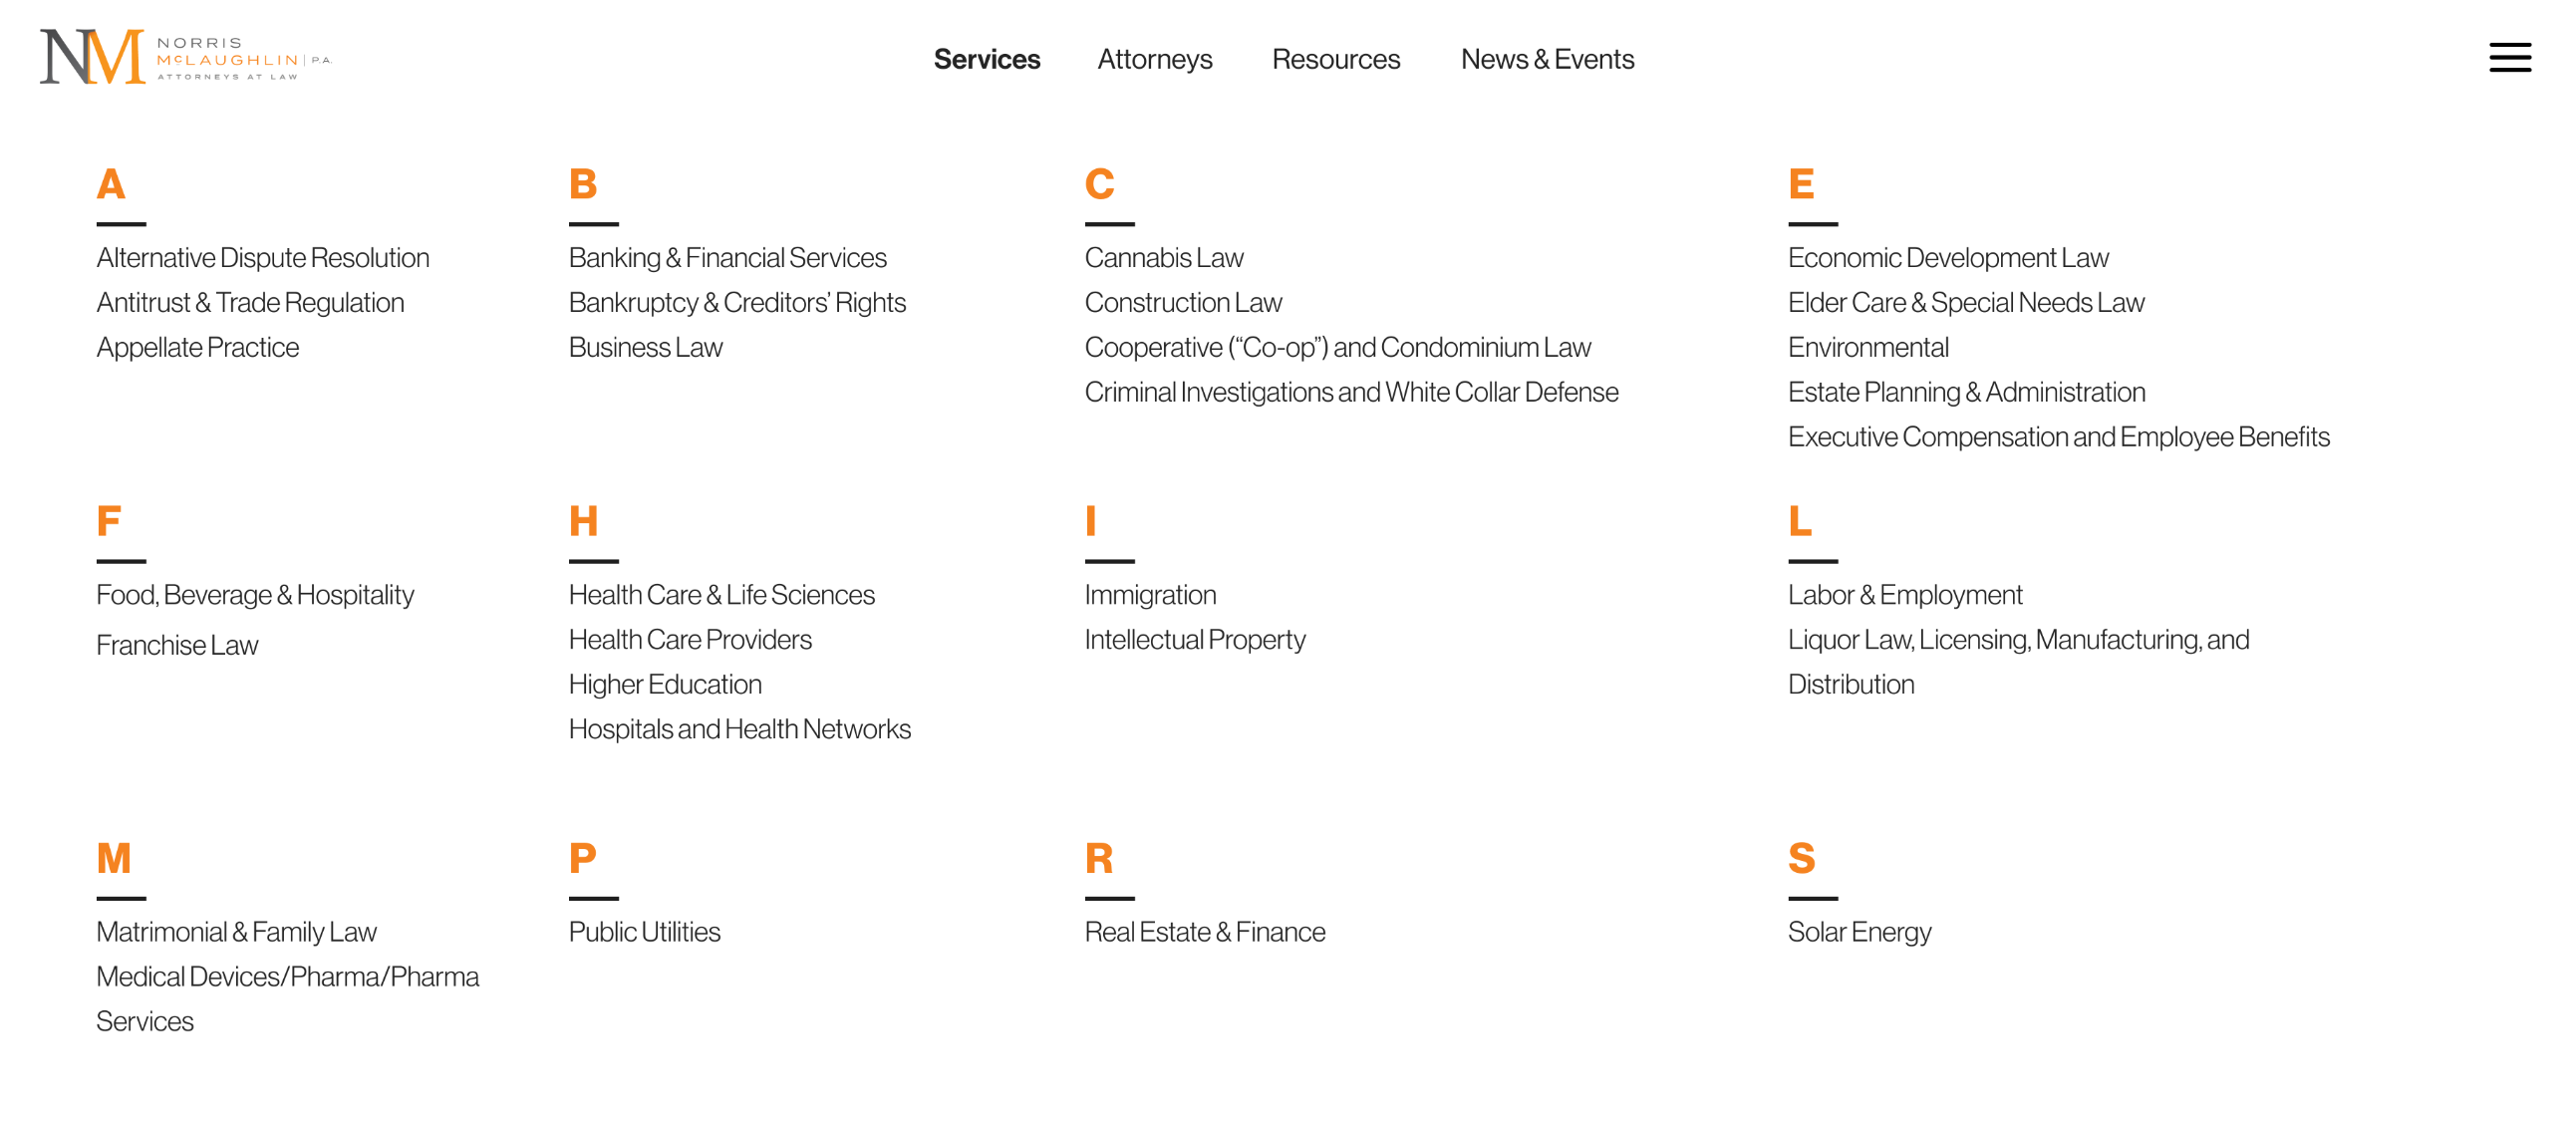 NM NORRIS
MCLAUGHLIN | P.A.
ATTORNEYS AT LAW
Services Attorneys Resources News & Events
A
Alternative Dispute Resolution
Antitrust & Trade Regulation
Appellate Practice
B
Banking & Financial Services
Bankruptcy & Creditors’ Rights
Business Law
C
Cannabis Law
Construction Law
Cooperative (“Co-op”) and Condominium Law
Criminal Investigations and White Collar Defense
E
Economic Development Law
Elder Care & Special Needs Law
Environmental
Estate Planning & Administration
Executive Compensation and Employee Benefits
F
Food, Beverage & Hospitality
Franchise Law
H
Health Care & Life Sciences
Health Care Providers
Higher Education
Hospitals and Health Networks
I
Immigration
Intellectual Property
L
Labor & Employment
Liquor Law, Licensing, Manufacturing, and
Distribution
M
Matrimonial & Family Law
Medical Devices/Pharma/Pharma
Services
P
Public Utilities
R
Real Estate & Finance
S
Solar Energy